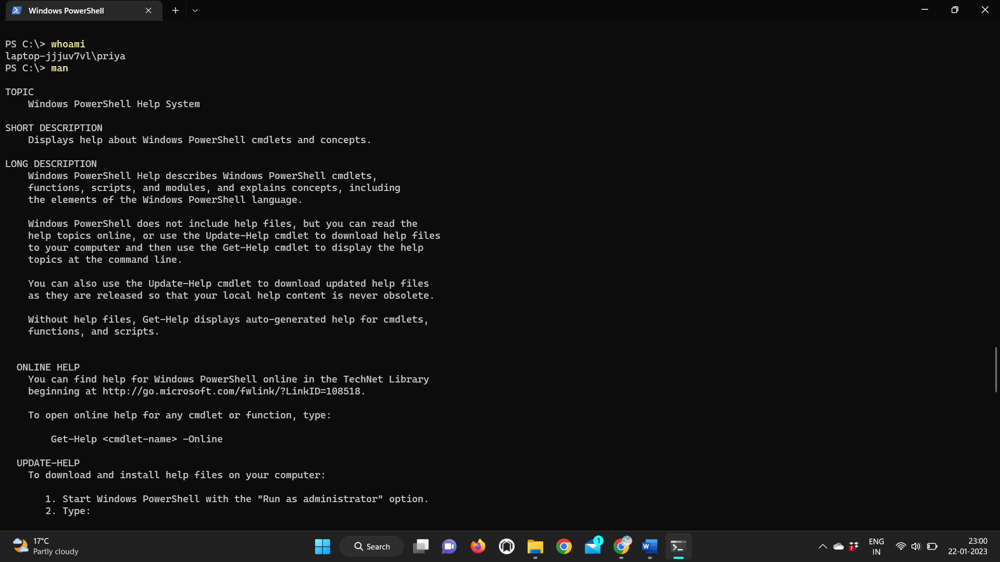 Windows PowerShell
PS C:\> whoami
laptop-jjjuv7vl\priya
PS C:\> man
TOPIC
Windows PowerShell Help System
SHORT DESCRIPTION
Displays help about Windows PowerShell cmdlets and concepts.
LONG DESCRIPTION
Windows PowerShell Help describes Windows PowerShell cmdlets,
functions, scripts, and modules, and explains concepts, including
the elements of the Windows PowerShell language.
Windows PowerShell does not include help files, but you can read the
help topics online, or use the Update-Help cmdlet to download help files
to your computer and then use the Get-Help cmdlet to display the help
topics at the command line.
You can also use the Update-Help cmdlet to download updated help files
as they are released so that your local help content is never obsolete.
Without help files, Get-Help displays auto-generated help for cmdlets,
functions, and scripts.
ONLINE HELP
You can find help for Windows PowerShell online in the TechNet Library
beginning at http://go.microsoft.com/fwlink/?LinkID=108518.
To open online help for any cmdlet or function, type:
Get-Help <cmdlet-name> -Online
UPDATE-HELP
To download and install help files on your computer:
1. Start Windows PowerShell with the "Run as administrator" option.
2. Type:
17°C
Partly cloudy
Search
1
W
7
ENG
IN
23:00
22-01-2023